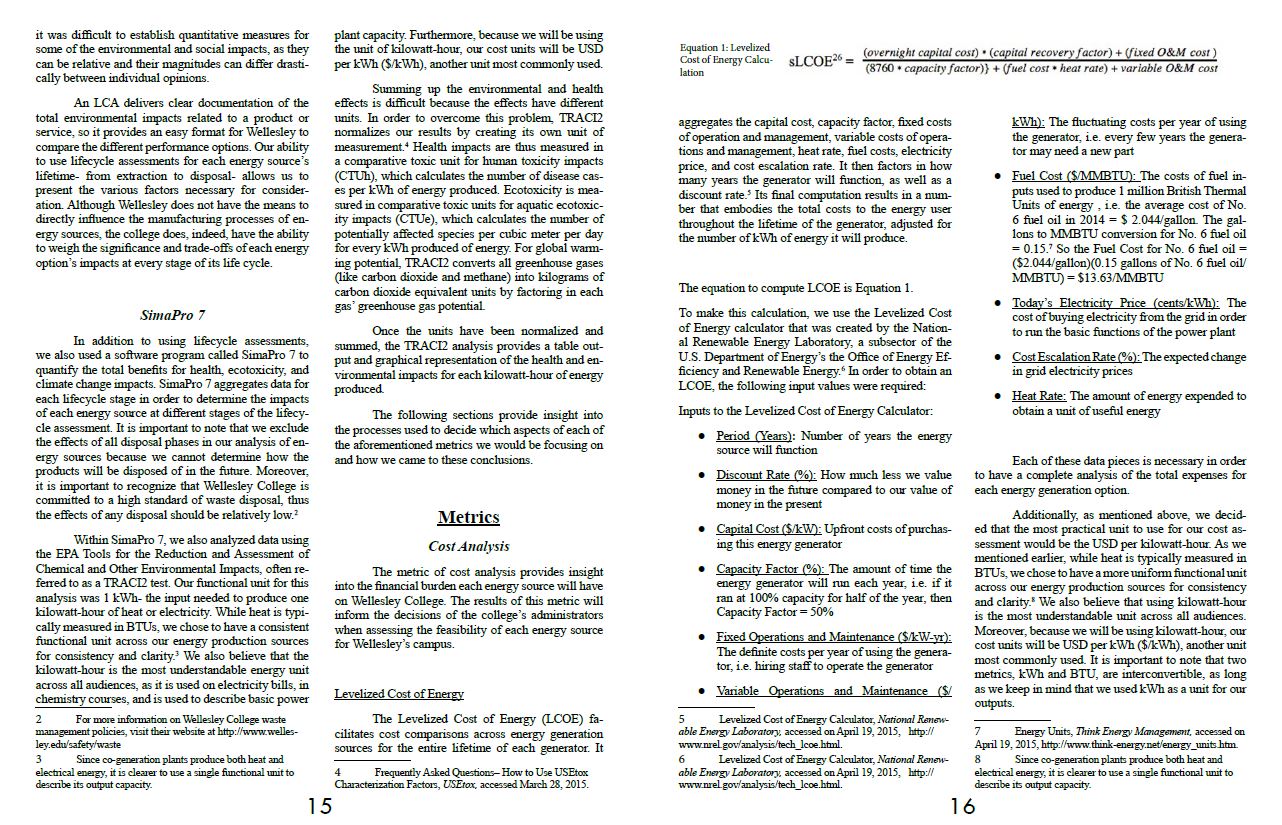 it was difficult to establish quantitative measures for
some of the environmental and social impacts, as they
can be relative and their magnitudes can differ drasti-
cally between individual opinions.
An LCA delivers clear documentation of the
total environmental impacts related to a product or
service, so it provides an easy format for Wellesley to
compare the different performance options. Our ability
to use lifecycle assessments for each energy source's
lifetime- from extraction to disposal- allows us to
present the various factors necessary for consider-
ation. Although Wellesley does not have the means to
directly influence the manufacturing processes of en-
ergy sources, the college does, indeed, have the ability
to weigh the significance and trade-offs of each energy
option's impacts at every stage of its life cycle.
SimaPro 7
In addition to using lifecycle assessments,
we also used a software program called SimaPro 7 to
quantify the total benefits for health, ecotoxicity, and
climate change impacts. SimaPro 7 aggregates data for
each lifecycle stage in order to determine the impacts
of each energy source at different stages of the lifecy-
cle assessment. It is important to note that we exclude
the effects of all disposal phases in our analysis of en-
ergy sources because we cannot determine how the
products will be disposed of in the future. Moreover,
it is important to recognize that Wellesley College is
committed to a high standard of waste disposal, thus
the effects of any disposal should be relatively low.2
Within SimaPro 7, we also analyzed data using
the EPA Tools for the Reduction and Assessment of
Chemical and Other Environmental Impacts, often re-
ferred to as a TRACI2 test. Our functional unit for this
analysis was 1 kWh- the input needed to produce one
kilowatt-hour of heat or electricity. While heat is typi-
cally measured in BTUs, we chose to have a consistent
functional unit across our energy production sources
for consistency and clarity.3 We also believe that the
kilowatt-hour is the most understandable energy unit
across all audiences, as it is used on electricity bills, in
chemistry courses, and is used to describe basic power
2 For more information on Wellesley College waste
management policies, visit their website at http://www.welles-
ley.edu/safety/waste
3 Since co-generation plants produce both heat and
electrical energy, it is clearer to use a single functional unit to
describe its output capacity.
15
plant capacity. Furthermore, because we will be using
the unit of kilowatt-hour, our cost units will be USD
per kWh ($/kWh), another unit most commonly used.
Summing up the environmental and health
effects is difficult because the effects have different
units. In order to overcome this problem, TRACI2
normalizes our results by creating its own unit of
measurement.4 Health impacts are thus measured in
a comparative toxic unit for human toxicity impacts
(CTUh), which calculates the number of disease cas-
es per kWh of energy produced. Ecotoxicity is mea-
sured in comparative toxic units for aquatic ecotoxic-
ity impacts (CTUe), which calculates the number of
potentially affected species per cubic meter per day
for every kWh produced of energy. For global warm-
ing potential, TRACI2 converts all greenhouse gases
(like carbon dioxide and methane) into kilograms of
carbon dioxide equivalent units by factoring in each
gas' greenhouse gas potential.
Once the units have been normalized and
summed, the TRACI2 analysis provides a table out-
put and graphical representation of the health and en-
vironmental impacts for each kilowatt-hour of energy
produced.
The following sections provide insight into
the processes used to decide which aspects of each of
the aforementioned metrics we would be focusing on
and how we came to these conclusions.
Metrics
Cost Analysis
The metric of cost analysis provides insight
into the financial burden each energy source will have
on Wellesley College. The results of this metric will
inform the decisions of the college's administrators
when assessing the feasibility of each energy source
for Wellesley's campus.
Levelized Cost of Energy
The Levelized Cost of Energy (LCOE) fa-
cilitates cost comparisons across energy generation
sources for the entire lifetime of each generator. It
4 Frequently Asked Questions– How to Use USEtox
Characterization Factors, USEtox, accessed March 28, 2015.
Equation 1: Levelized
Cost of Energy Calcu-
lation
sLCOE26 = (overnight capital cost) * (capital recovery factor) + (fixed O&M cost )
(8760 * capacity factor)} + (fuel cost * heat rate) + variable O&M cost
aggregates the capital cost, capacity factor, fixed costs
of operation and management, variable costs of opera-
tions and management, heat rate, fuel costs, electricity
price, and cost escalation rate. It then factors in how
many years the generator will function, as well as a
discount rate.5 Its final computation results in a num-
ber that embodies the total costs to the energy user
throughout the lifetime of the generator, adjusted for
the number of kWh of energy it will produce.
The equation to compute LCOE is Equation 1.
To make this calculation, we use the Levelized Cost
of Energy calculator that was created by the Nation-
al Renewable Energy Laboratory, a subsector of the
U.S. Department of Energy's the Office of Energy Ef-
ficiency and Renewable Energy.6 In order to obtain an
LCOE, the following input values were required:
Inputs to the Levelized Cost of Energy Calculator:
● Period (Years): Number of years the energy
source will function
● Discount Rate (%): How much less we value
money in the future compared to our value of
money in the present
● Capital Cost ($/kW): Upfront costs of purchas-
ing this energy generator
● Capacity Factor (%): The amount of time the
energy generator will run each year, i.e. if it
ran at 100% capacity for half of the year, then
Capacity Factor = 50%
● Fixed Operations and Maintenance ($/kW-yr):
The definite costs per year of using the genera-
tor, i.e. hiring staff to operate the generator
● Variable Operations and Maintenance ($/
5 Levelized Cost of Energy Calculator, National Renew-
able Energy Laboratory, accessed on April 19, 2015, http://
www.nrel.gov/analysis/tech_lcoe.html.
6 Levelized Cost of Energy Calculator, National Renew-
able Energy Laboratory, accessed on April 19, 2015, http://
www.nrel.gov/analysis/tech_lcoe.html.
kWh): The fluctuating costs per year of using
the generator, i.e. every few years the genera-
tor may need a new part
● Fuel Cost ($/MMBTU): The costs of fuel in-
puts used to produce 1 million British Thermal
Units of energy , i.e. the average cost of No.
6 fuel oil in 2014 = $ 2.044/gallon. The gal-
lons to MMBTU conversion for No. 6 fuel oil
= 0.15.7 So the Fuel Cost for No. 6 fuel oil =
($2.044/gallon)(0.15 gallons of No. 6 fuel oil/
MMBTU) = $13.63/MMBTU
● Today's Electricity Price (cents/kWh): The
cost of buying electricity from the grid in order
to run the basic functions of the power plant
● Cost Escalation Rate (%): The expected change
in grid electricity prices
● Heat Rate: The amount of energy expended to
obtain a unit of useful energy
Each of these data pieces is necessary in order
to have a complete analysis of the total expenses for
each energy generation option.
Additionally, as mentioned above, we decid-
ed that the most practical unit to use for our cost as-
sessment would be the USD per kilowatt-hour. As we
mentioned earlier, while heat is typically measured in
BTUs, we chose to have a more uniform functional unit
across our energy production sources for consistency
and clarity.8 We also believe that using kilowatt-hour
is the most understandable unit across all audiences.
Moreover, because we will be using kilowatt-hour, our
cost units will be USD per kWh ($/kWh), another unit
most commonly used. It is important to note that two
metrics, kWh and BTU, are interconvertible, as long
as we keep in mind that we used kWh as a unit for our
outputs.
7 Energy Units, Think Energy Management, accessed on
April 19, 2015, http://www.think-energy.net/energy_units.htm.
8 Since co-generation plants produce both heat and
electrical energy, it is clearer to use a single functional unit to
describe its output capacity.
16